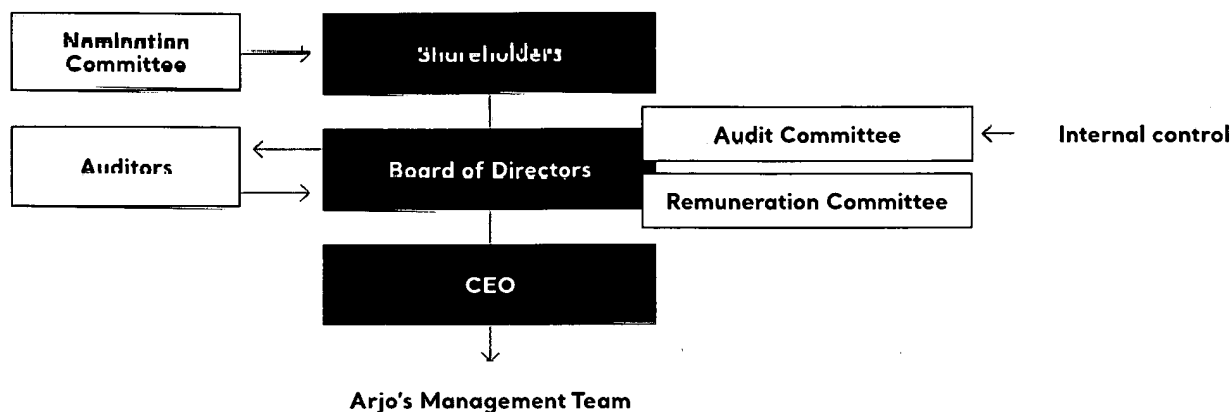 Nomination
Committee
Shareholders
Audit Committee
Internal control
Auditors
Board of Directors
Remuneration Committee
CEO
Arjo's Management Team